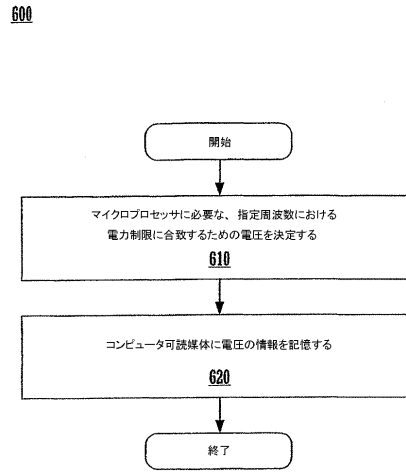 600
開始
マイクロプロセッサに必要な、指定周波数における
電力制限に合致するための電圧を決定する
610
コンピュータ可読媒体に電圧の情報を記憶する
620
終了